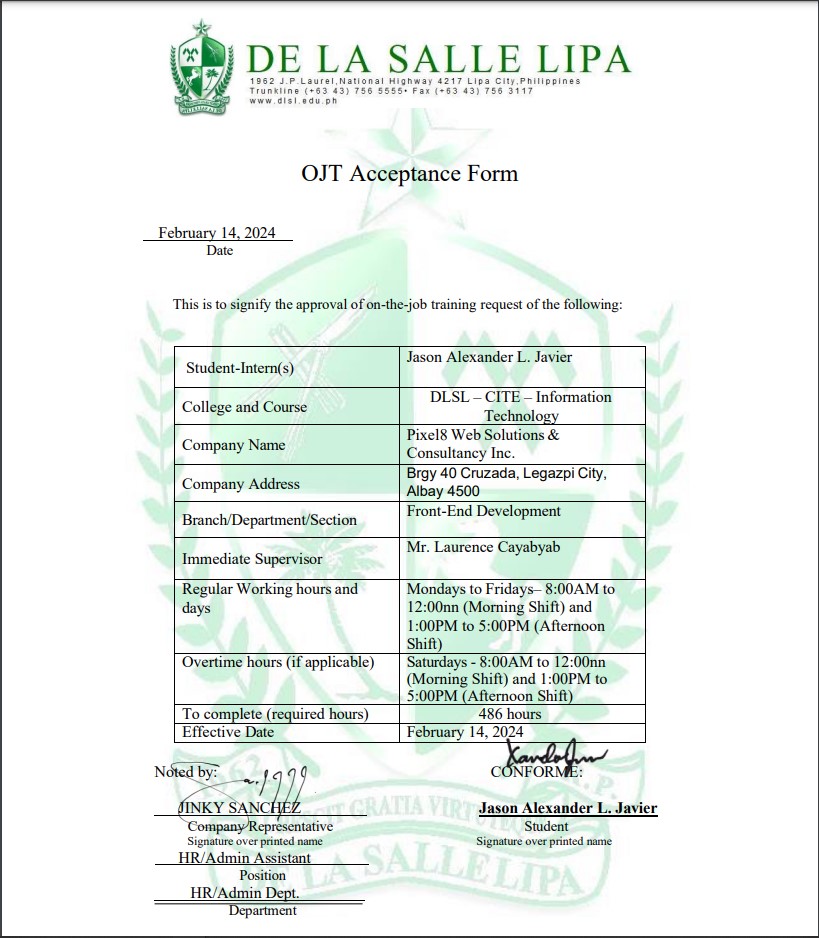 DE LA SALLE LIPA
1962 J.P.Laurel,National Highway 4217 Lipa City,Philippines
Trunkline (+63 43) 756 5555• Fax (+63 43) 756 3117
www.dlsl.edu.ph
OJT Acceptance Form
February 14, 2024
Date
This is to signify the approval of on-the-job training request of the following:
Student-Intern(s)
Jason Alexander L. Javier
College and Course
DLSL – CITE – Information
Technology
Company Name
Pixel8 Web Solutions &
Consultancy Inc.
Company Address
Brgy 40 Cruzada, Legazpi City,
Albay 4500
Branch/Department/Section
Front-End Development
Immediate Supervisor
Mr. Laurence Cayabyab
Regular Working hours and
days
Mondays to Fridays– 8:00AM to
12:00nn (Morning Shift) and
1:00PM to 5:00PM (Afternoon
Shift)
Overtime hours (if applicable)
Saturdays - 8:00AM to 12:00nn
(Morning Shift) and 1:00PM to
5:00PM (Afternoon Shift)
To complete (required hours)
486 hours
Effective Date
February 14, 2024
Noted by:
CONFORME:
JINKY SANCHEZ
Jason Alexander L. Javier
Company Representative
Student
Signature over printed name
Signature over printed name
HR/Admin Assistant
Position
HR/Admin Dept.
Department
DE LA SALLE LIPA